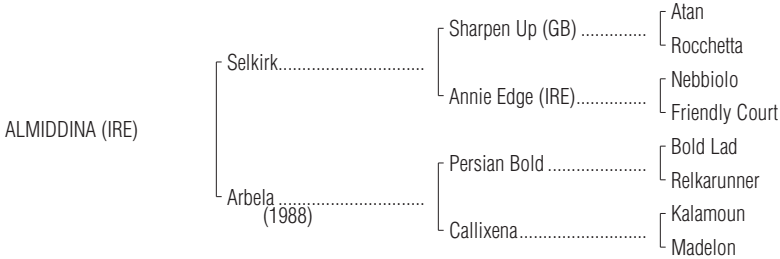 Atan
Sharpen Up (GB) ..............
Rocchetta
Selkirk...............................
Nebbiolo
Annie Edge (IRE)...............
Friendly Court
ALMIDDINA (IRE)
Bold Lad
Persian Bold .....................
Relkarunner
Arbela ...............................
(1988)
Kalamoun
Callixena...........................
Madelon